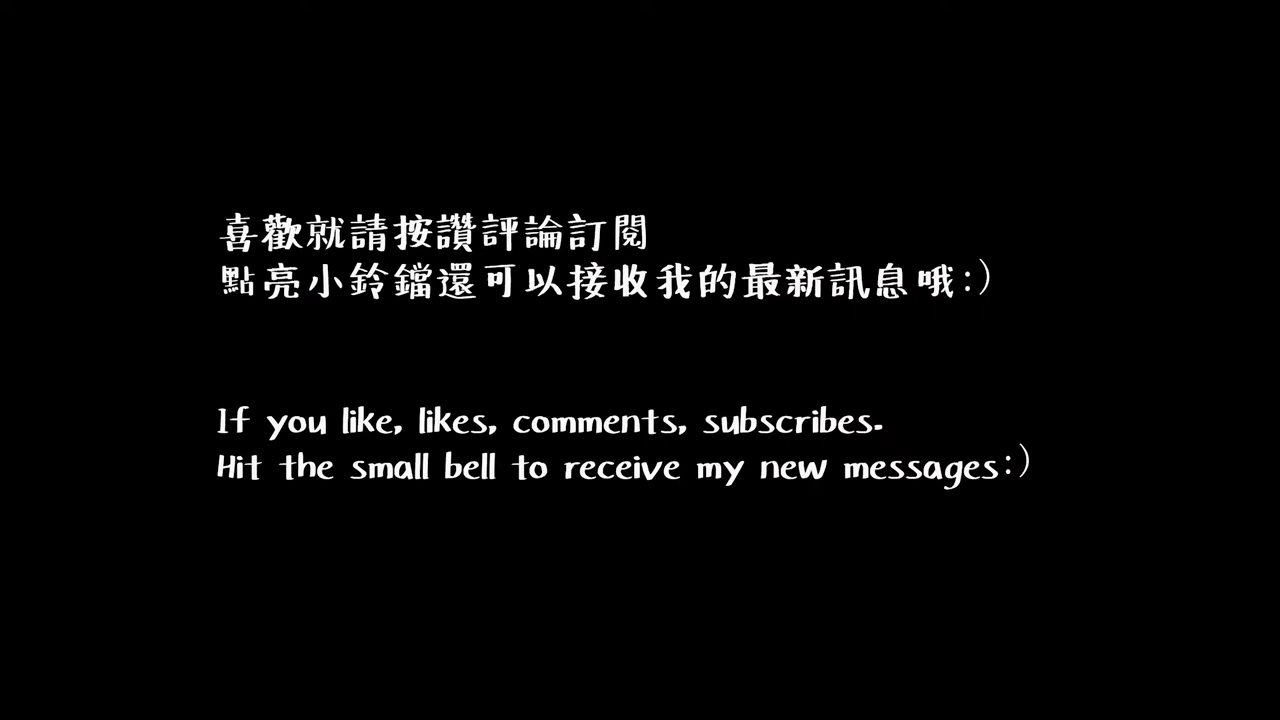 喜歡就請按讚評論訂閱
點亮小鈴鐺還可以接收我的最新訊息哦:)
If you like, likes, comments, subscribes.
Hit the small bell to receive my new messages:)